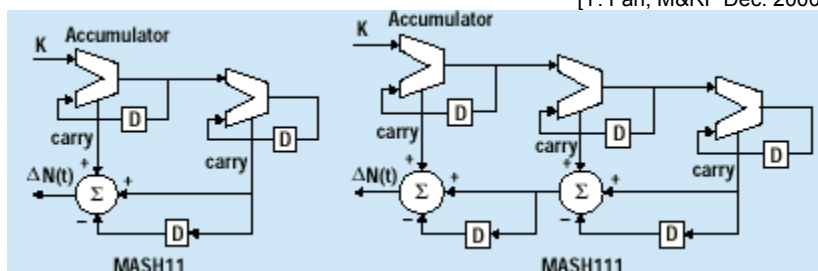 Accumulator
K
D
carry
D
carry
+
+
−
ΔN(t)
Σ
D
MASH11
Accumulator
K
D
carry
D
carry
D
carry
+
+
−
ΔN(t)
Σ
D
+
+
−
Σ
D
MASH111